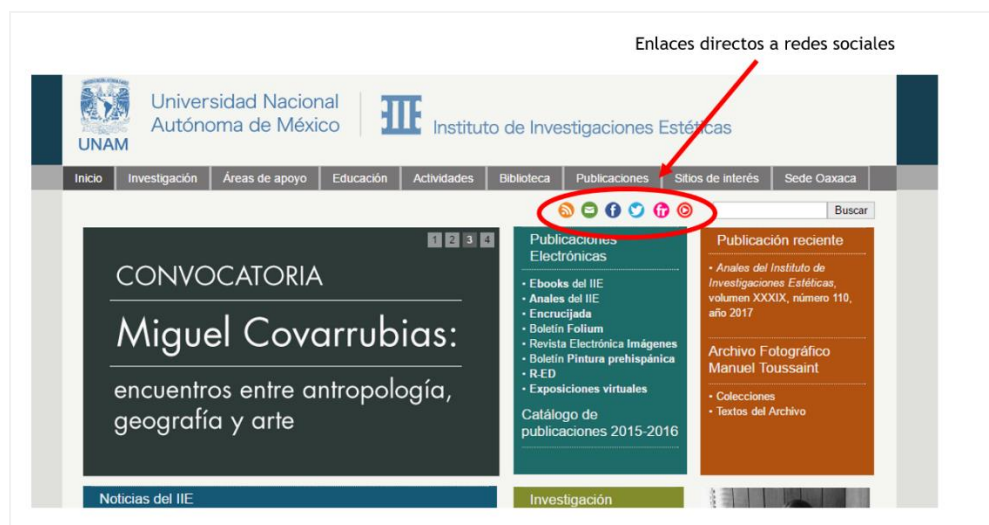 Enlaces directos a redes sociales
Universidad Nacional
Autónoma de México
UNAM
IIE
Instituto de Investigaciones Estéticas
Inicio
Investigación
Áreas de apoyo
Educación
Actividades
Biblioteca
Publicaciones
Sitios de interés
Sede Oaxaca
Buscar
1 2 3 4
CONVOCATORIA
Miguel Covarrubias:
encuentros entre antropología,
geografía y arte
Publicaciones
Electrónicas
• Ebooks del IIE
• Anales del IIE
• Encrucijada
• Boletín Folium
• Revista Electrónica Imágenes
• Boletín Pintura prehispánica
• R-ED
• Exposiciones virtuales
Catálogo de
publicaciones 2015-2016
Publicación reciente
• Anales del Instituto de
Investigaciones Estéticas,
volumen XXXIX, número 110,
año 2017
Archivo Fotográfico
Manuel Toussaint
• Colecciones
• Textos del Archivo
Noticias del IIE
Investigación